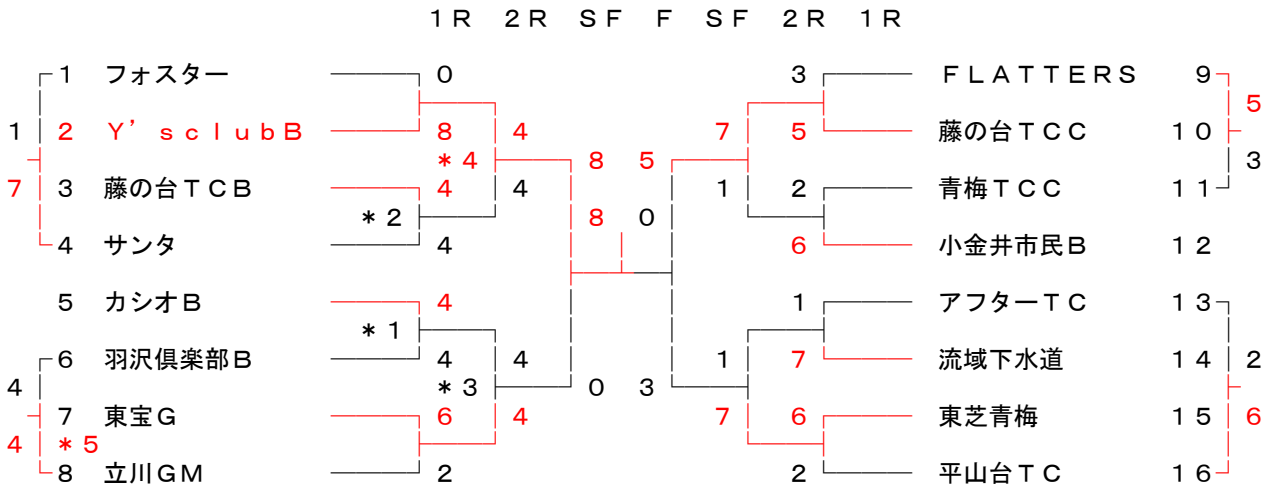 １Ｒ ２Ｒ ＳＦ Ｆ ＳＦ ２Ｒ １Ｒ
１ フォスター ０ ３ ＦＬＡＴＴＥＲＳ ９
５
１ ２ Ｙ’ｓｃｌｕｂＢ ８ ４ ７ ５ 藤の台ＴＣＣ １０
＊４ ８ ５ ３
７ ３ 藤の台ＴＣＢ ４ ４ １ ２ 青梅ＴＣＣ １１
＊２ ８ ０
４ サンタ ４ ６ 小金井市民Ｂ １２
５ カシオＢ ４ １ アフターＴＣ １３
＊１
６ 羽沢倶楽部Ｂ ４ ４ １ ７ 流域下水道 １４ ２
４ ＊３ ０ ３
７ 東宝Ｇ ６ ４ ７ ６ 東芝青梅 １５ ６
４ ＊５
８ 立川ＧＭ ２ ２ 平山台ＴＣ １６